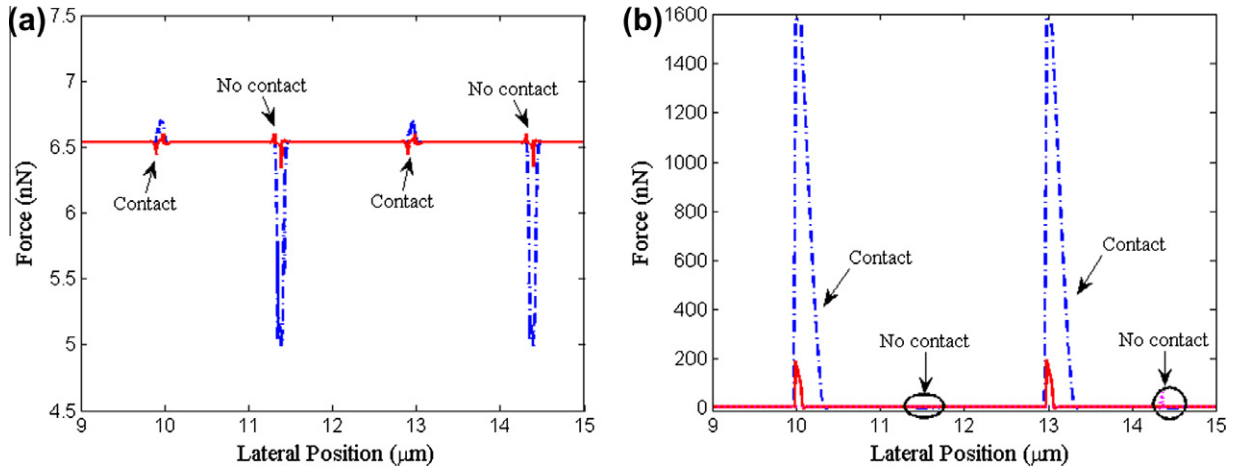 (a)
7.5
7
6.5
6
5.5
5
4.5
Force (nN)
No contact
No contact
Contact
Contact
9 10 11 12 13 14 15
Lateral Position (μm)
(b)
1600
1400
1200
1000
800
600
400
200
0
Force (nN)
Contact
Contact
No contact
No contact
9 10 11 12 13 14 15
Lateral Position (μm)